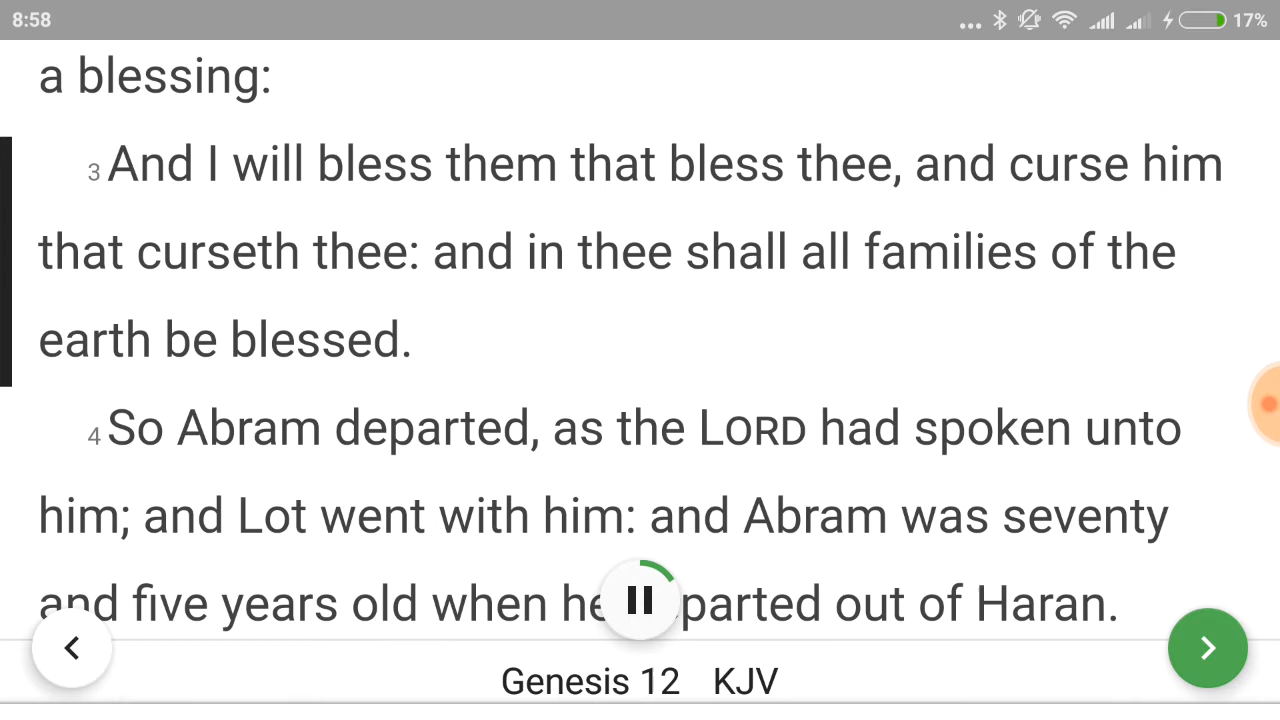 8:58
... 17%
a blessing:
3 And I will bless them that bless thee, and curse him
that curseth thee: and in thee shall all families of the
earth be blessed.
4 So Abram departed, as the LORD had spoken unto
him; and Lot went with him: and Abram was seventy
and five years old when he parted out of Haran.
Genesis 12 KJV